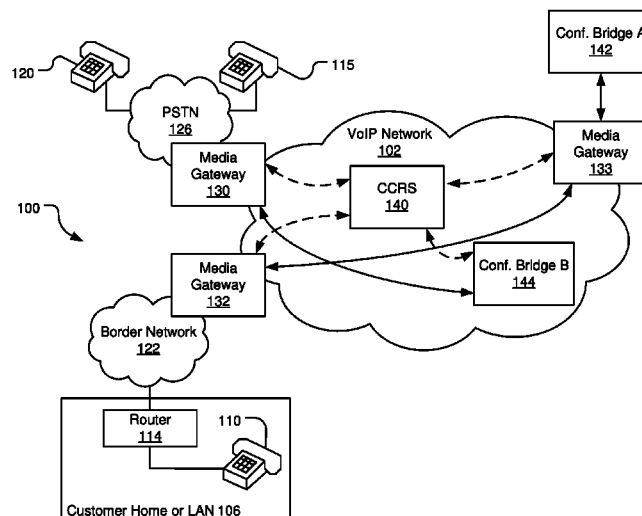 120
115
Conf. Bridge A
142
PSTN
126
VoIP Network
102
Media
Gateway
130
CCRS
140
Media
Gateway
133
100
Media
Gateway
132
Conf. Bridge B
144
Border Network
122
Router
114
110
Customer Home or LAN 106